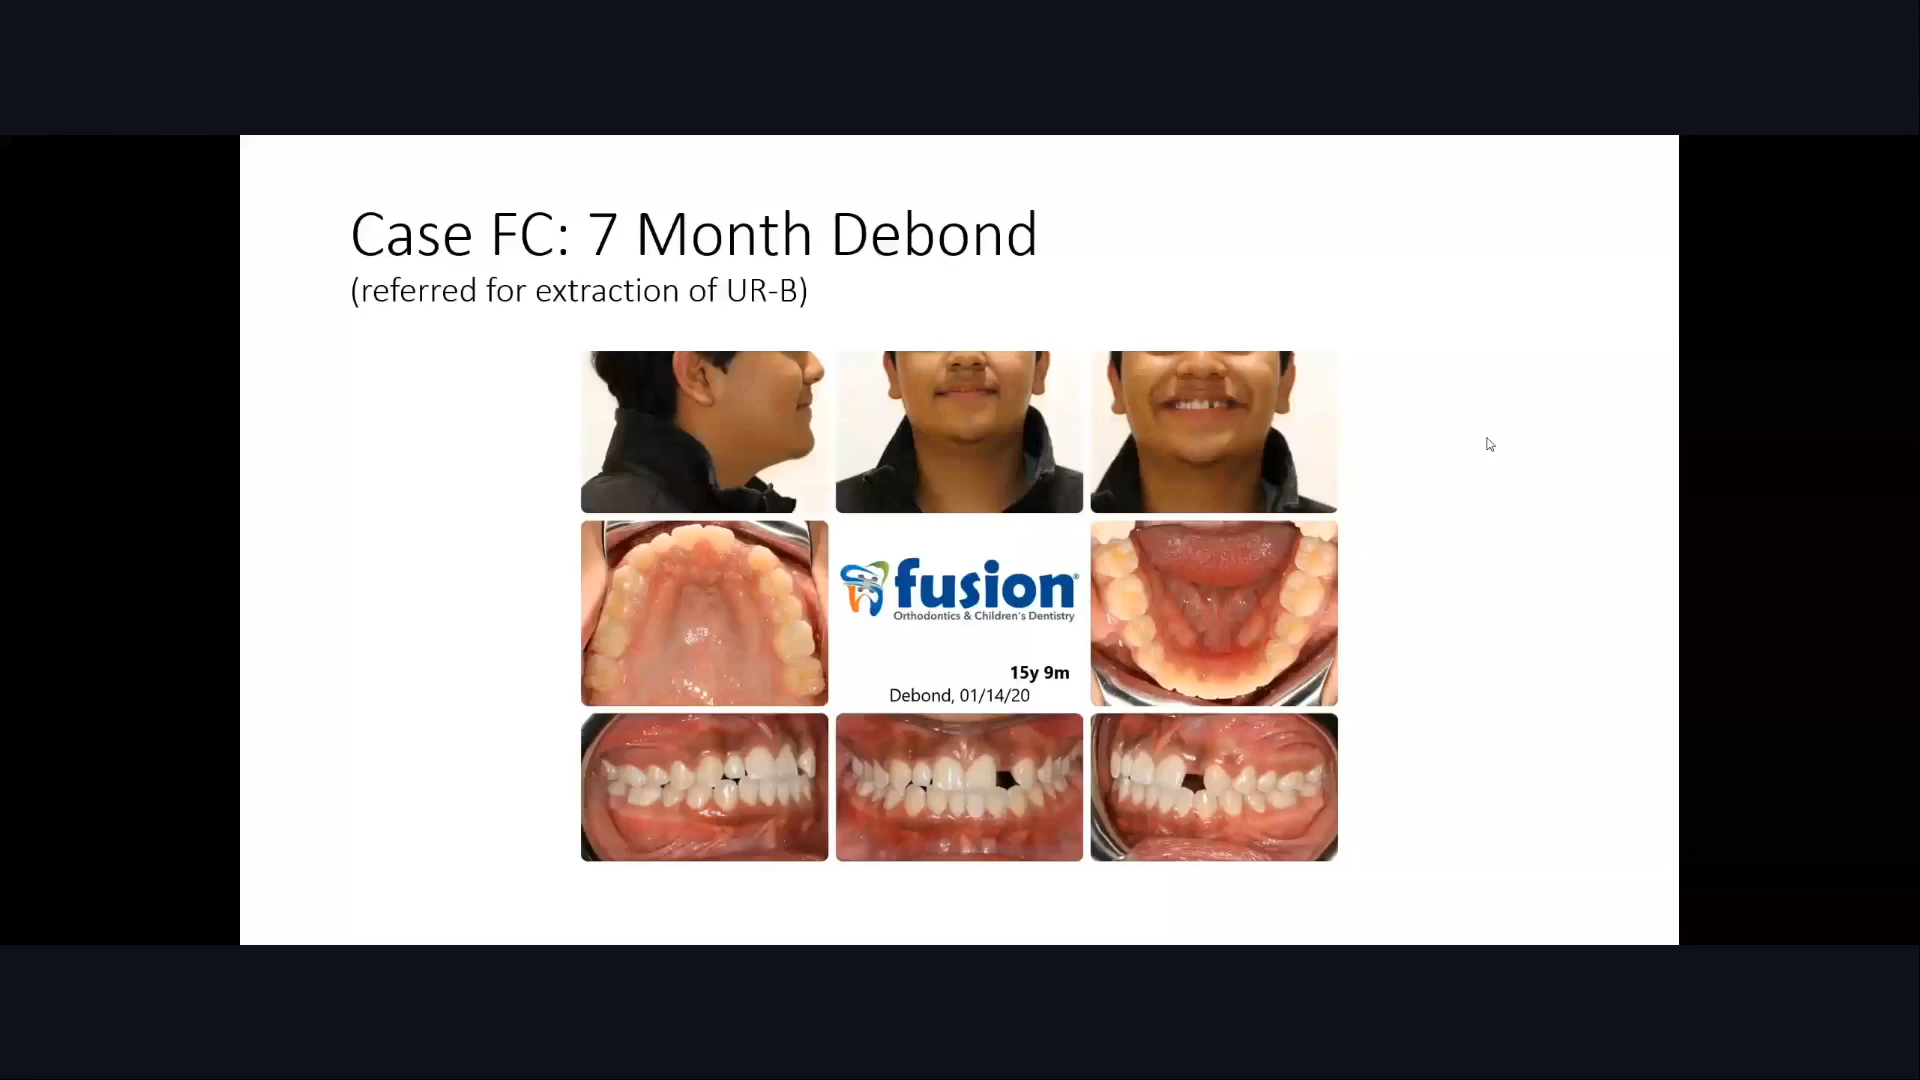 Case FC: 7 Month Debond
(referred for extraction of UR-B)
fusion®
Orthodontics & Children's Dentistry
15y 9m
Debond, 01/14/20